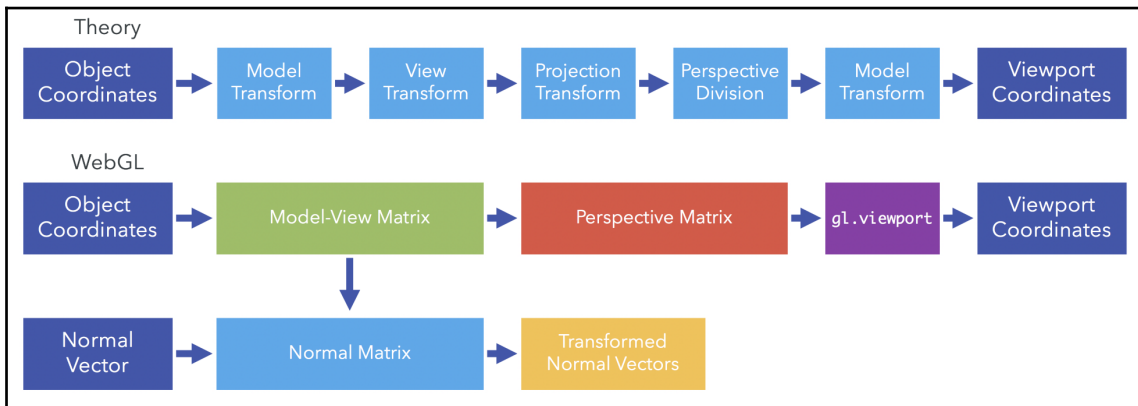 Theory
Object
Coordinates
Model
Transform
View
Transform
Projection
Transform
Perspective
Division
Model
Transform
Viewport
Coordinates
WebGL
Object
Coordinates
Model-View Matrix
Perspective Matrix
gl.viewport
Viewport
Coordinates
Normal
Vector
Normal Matrix
Transformed
Normal Vectors